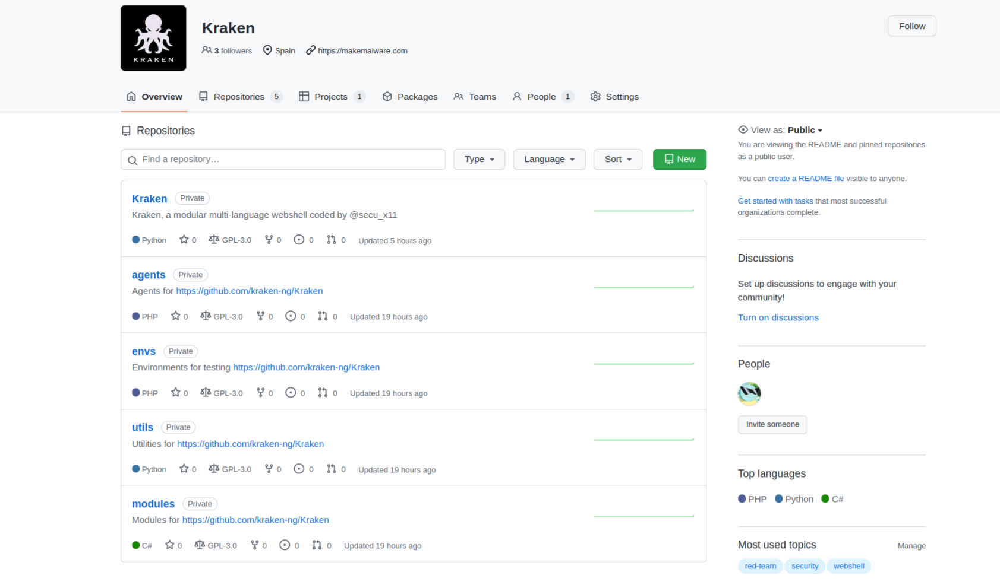 KRAKEN
Kraken
3 followers Spain https://makemalware.com
Follow
Overview Repositories 5 Projects 1 Packages Teams People 1 Settings
Repositories
Find a repository… Type Language Sort New
Kraken Private
Kraken, a modular multi-language webshell coded by @secu_x11
Python 0 GPL-3.0 0 0 0 Updated 5 hours ago
agents Private
Agents for https://github.com/kraken-ng/Kraken
PHP 0 GPL-3.0 0 0 0 Updated 19 hours ago
envs Private
Environments for testing https://github.com/kraken-ng/Kraken
PHP 0 GPL-3.0 0 0 0 Updated 19 hours ago
utils Private
Utilities for https://github.com/kraken-ng/Kraken
Python 0 GPL-3.0 0 0 0 Updated 19 hours ago
modules Private
Modules for https://github.com/kraken-ng/Kraken
C# 0 GPL-3.0 0 0 0 Updated 19 hours ago
View as: Public
You are viewing the README and pinned repositories
as a public user.
You can create a README file visible to anyone.
Get started with tasks that most successful
organizations complete.
Discussions
Set up discussions to engage with your
community!
Turn on discussions
People
Invite someone
Top languages
PHP Python C#
Most used topics Manage
red-team security webshell